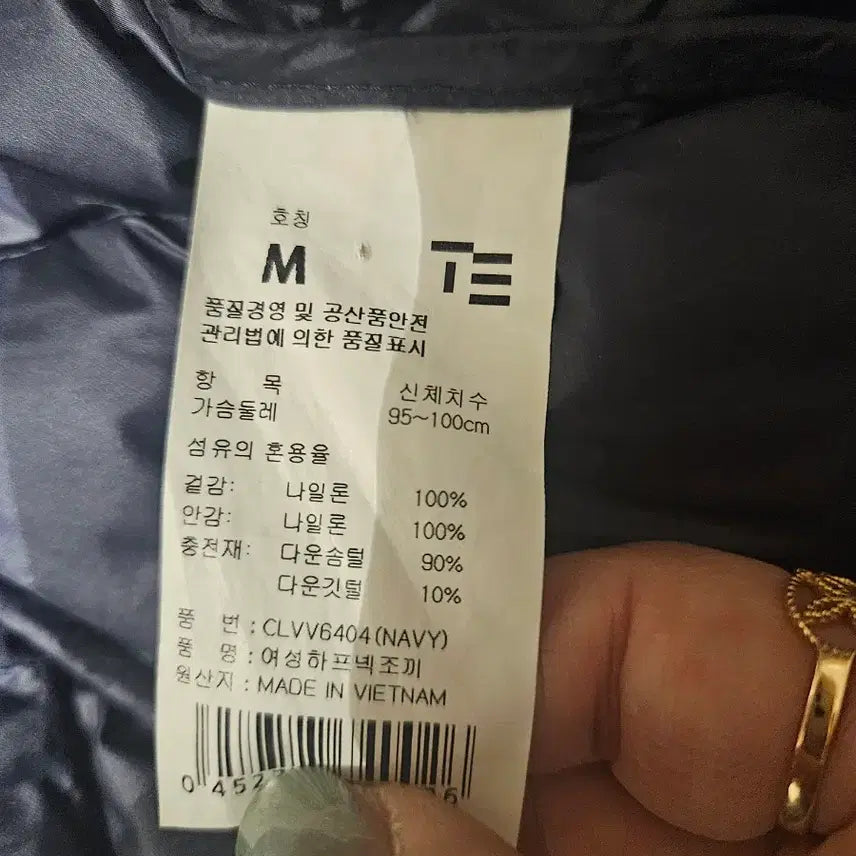 호칭
M
TE
품질경영 및 공산품안전
관리법에 의한 품질표시
항 목 신체치수
가슴둘레 95~100cm
섬유의 혼용율
겉감: 나일론 100%
안감: 나일론 100%
충전재: 다운솜털 90%
다운깃털 10%
품 번 : CLVV6404(NAVY)
품 명 : 여성하프넥조끼
원산지 : MADE IN VIETNAM